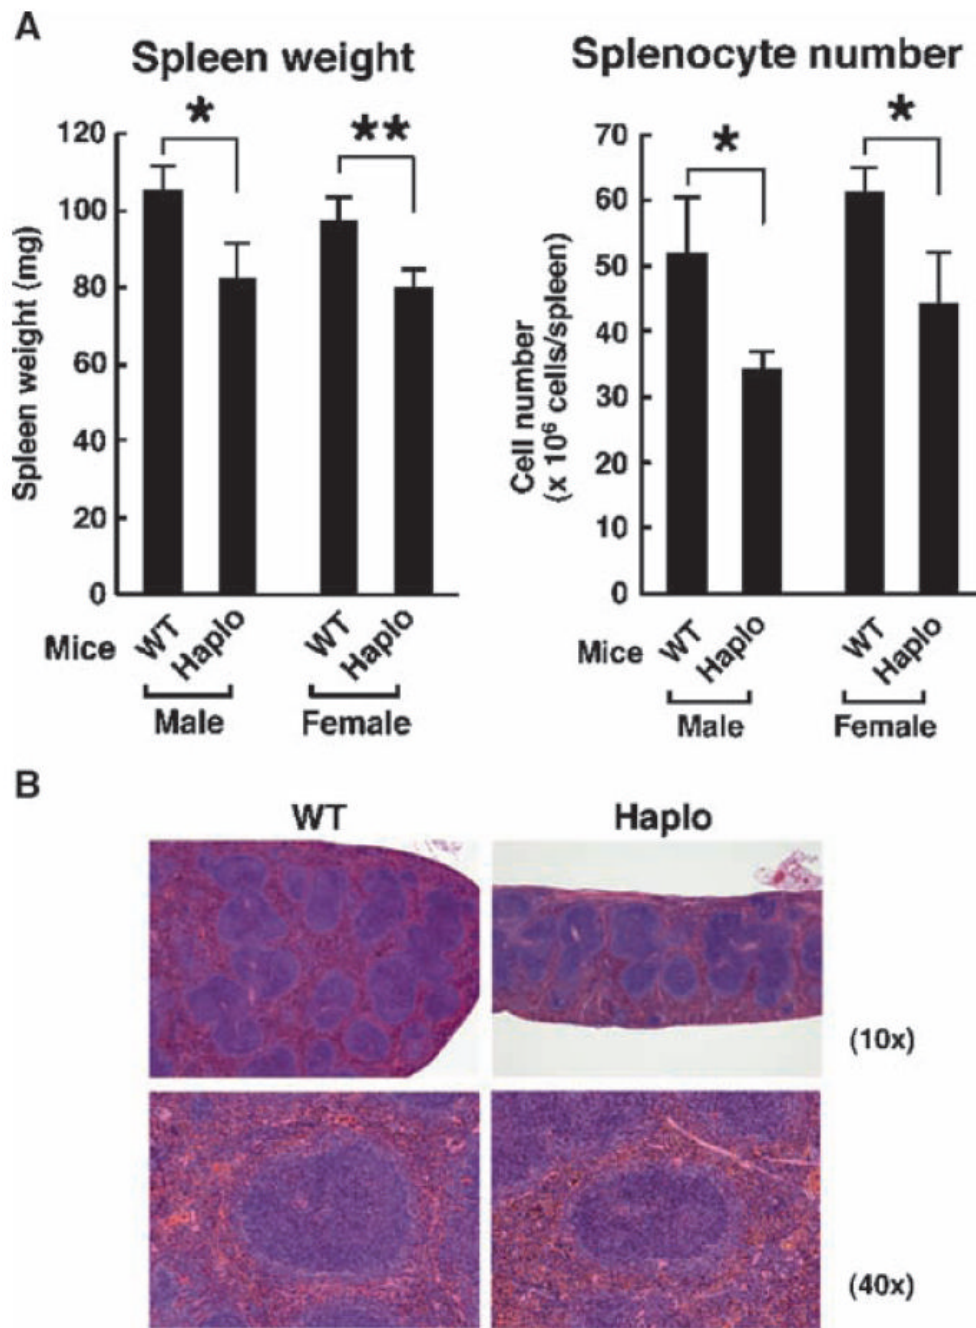 A
Spleen weight
Splenocyte number
*
**
*
*
Spleen weight (mg)
120
100
80
60
40
20
0
Cell number
(x 10⁶ cells/spleen)
70
60
50
40
30
20
10
0
Mice WT Haplo WT Haplo
Male Female
Mice WT Haplo WT Haplo
Male Female
B
WT Haplo
(10x)
(40x)